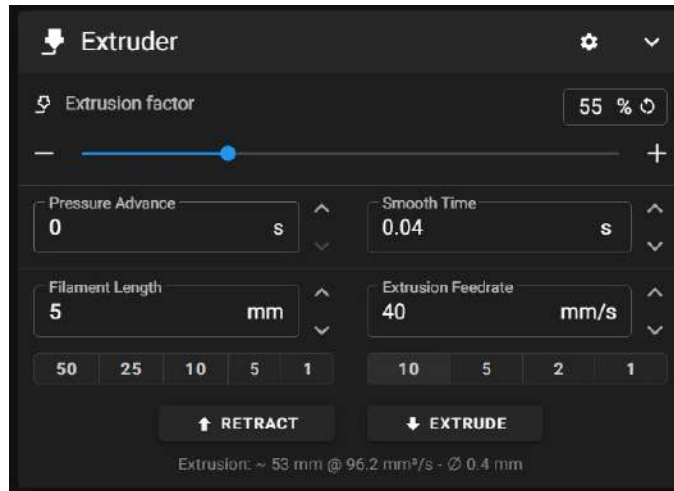 Extruder
Extrusion factor
55 %
Pressure Advance
0 s
Smooth Time
0.04 s
Filament Length
5 mm
Extrusion Feedrate
40 mm/s
50 25 10 5 1
10 5 2 1
RETRACT
EXTRUDE
Extrusion: ~ 53 mm @ 96.2 mm³/s - Ø 0.4 mm